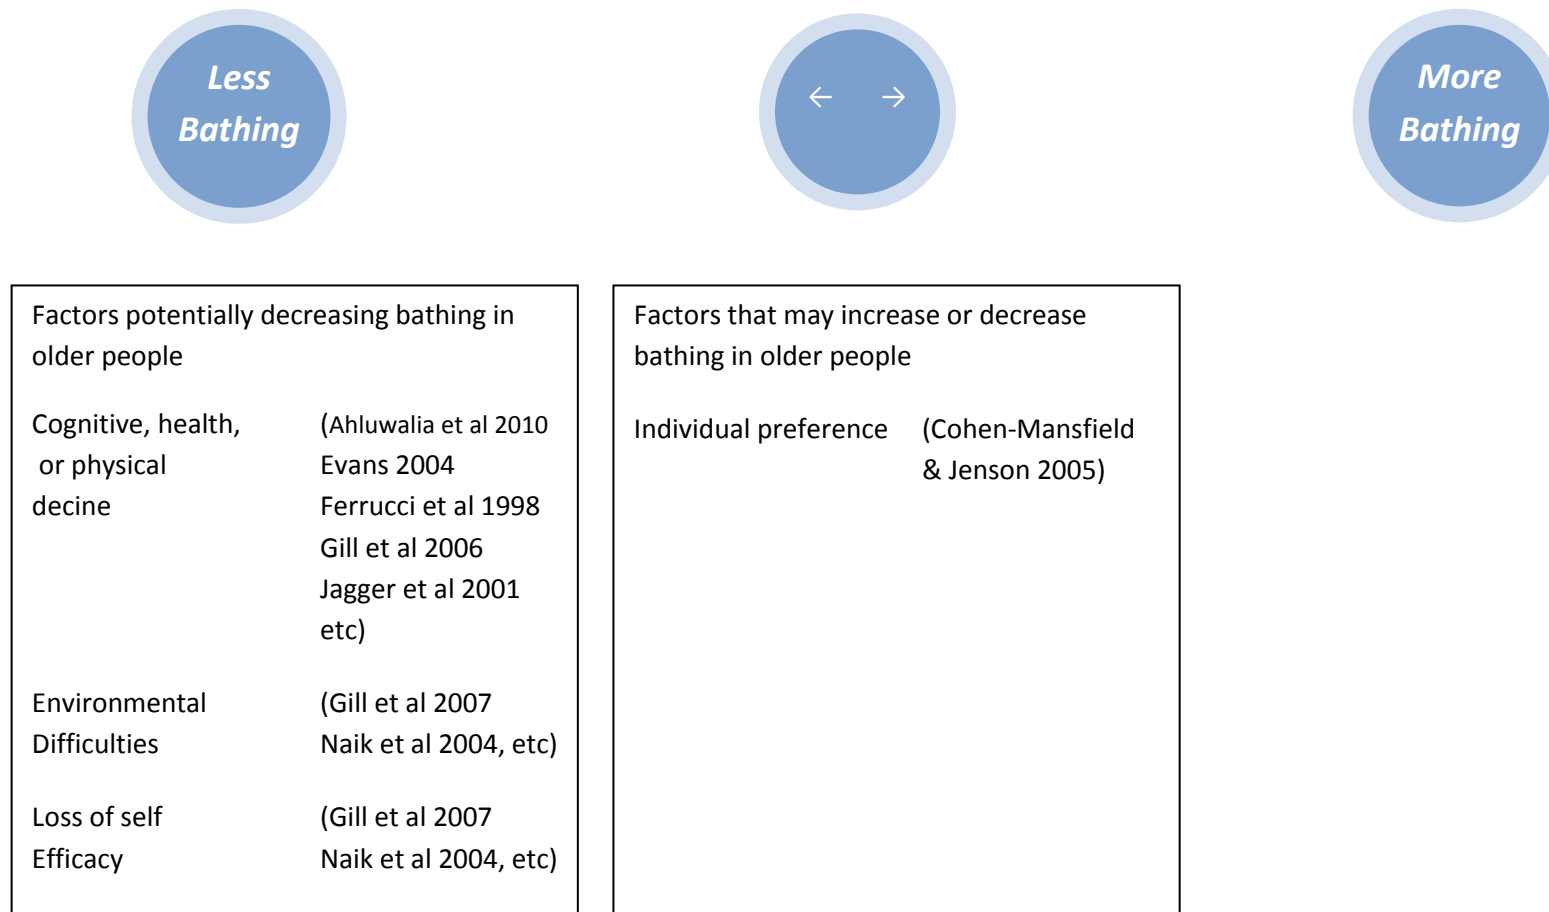 Less
Bathing
← →
More
Bathing
Factors potentially decreasing bathing in
older people
Cognitive, health, (Ahluwalia et al 2010
or physical Evans 2004
decine Ferrucci et al 1998
Gill et al 2006
Jagger et al 2001
etc)
Environmental (Gill et al 2007
Difficulties Naik et al 2004, etc)
Loss of self (Gill et al 2007
Efficacy Naik et al 2004, etc)
Factors that may increase or decrease
bathing in older people
Individual preference (Cohen-Mansfield
& Jenson 2005)